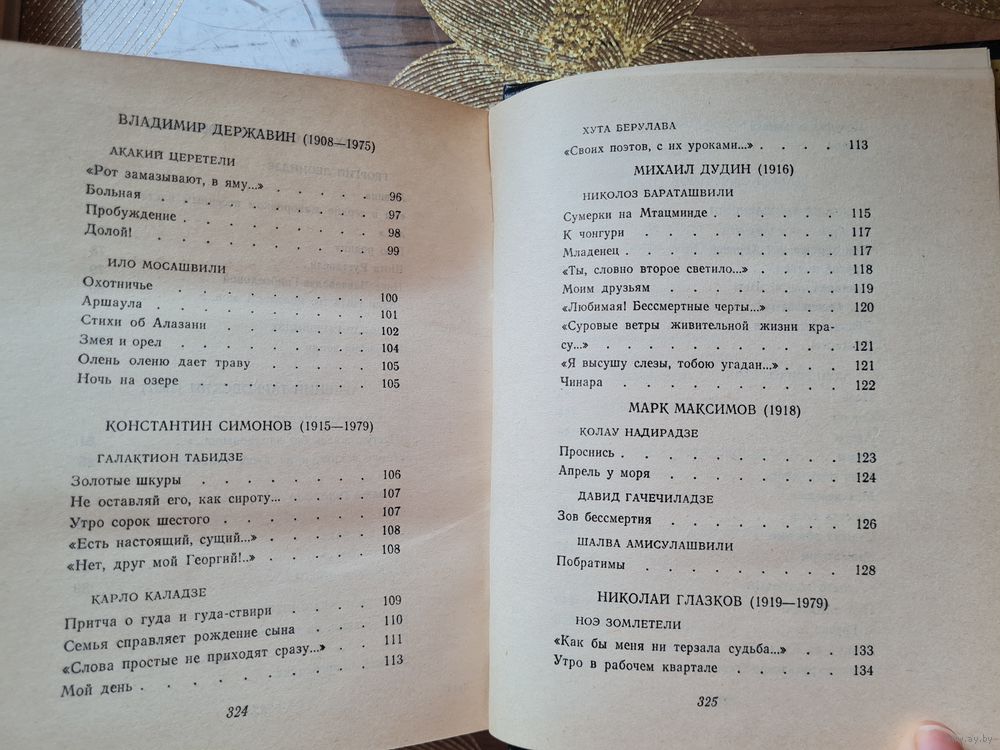 ВЛАДИМИР ДЕРЖАВИН (1908—1975)
АКАКИЙ ЦЕРЕТЕЛИ
«Рот замазывают, в яму...» . . . . 96
Больная . . . . . . . . 97
Пробуждение . . . . . . . 98
Долой! . . . . . . . . 99
ИЛО МОСАШВИЛИ
Охотничье . . . . . . . 100
Аршаула . . . . . . . . 101
Стихи об Алазани . . . . . . 102
Змея и орел . . . . . . . 104
Олень оленю дает траву . . . . . 105
Ночь на озере . . . . . . . 105
КОНСТАНТИН СИМОНОВ (1915—1979)
ГАЛАКТИОН ТАБИДЗЕ
Золотые шкуры . . . . . . . 106
Не оставляй его, как сироту... . . . . 107
Утро сорок шестого . . . . . . 107
«Есть настоящий, сущий...» . . . . 108
«Нет, друг мой Георгий!..» . . . . 108
КАРЛО КАЛАДЗЕ
Притча о гуда и гуда-ствири . . . . 109
Семья справляет рождение сына . . . 110
«Слова простые не приходят сразу...» . . 111
Мой день . . . . . . . . 113
324
ХУТА БЕРУЛАВА
«Своих поэтов, с их уроками...» . . . . 113
МИХАИЛ ДУДИН (1916)
НИКОЛОЗ БАРАТАШВИЛИ
Сумерки на Мтацминде . . . . . 115
К чонгури . . . . . . . . 117
Младенец . . . . . . . . 117
«Ты, словно второе светило...» . . . . 118
Моим друзьям . . . . . . . 119
«Любимая! Бессмертные черты...» . . . 120
«Суровые ветры живительной жизни кра-
су...» . . . . . . . . . 121
«Я высушу слезы, тобою угадан...» . . . 121
Чинара . . . . . . . . . 122
МАРК МАКСИМОВ (1918)
КОЛАУ НАДИРАДЗЕ
Проснись . . . . . . . . . 123
Апрель у моря . . . . . . . 124
ДАВИД ГАЧЕЧИЛАДЗЕ
Зов бессмертия . . . . . . . 126
ШАЛВА АМИСУЛАШВИЛИ
Побратимы . . . . . . . . 128
НИКОЛАЙ ГЛАЗКОВ (1919—1979)
НОЭ ЗОМЛЕТЕЛИ
«Как бы меня ни терзала судьба...» . . 133
Утро в рабочем квартале . . . . . 134
325